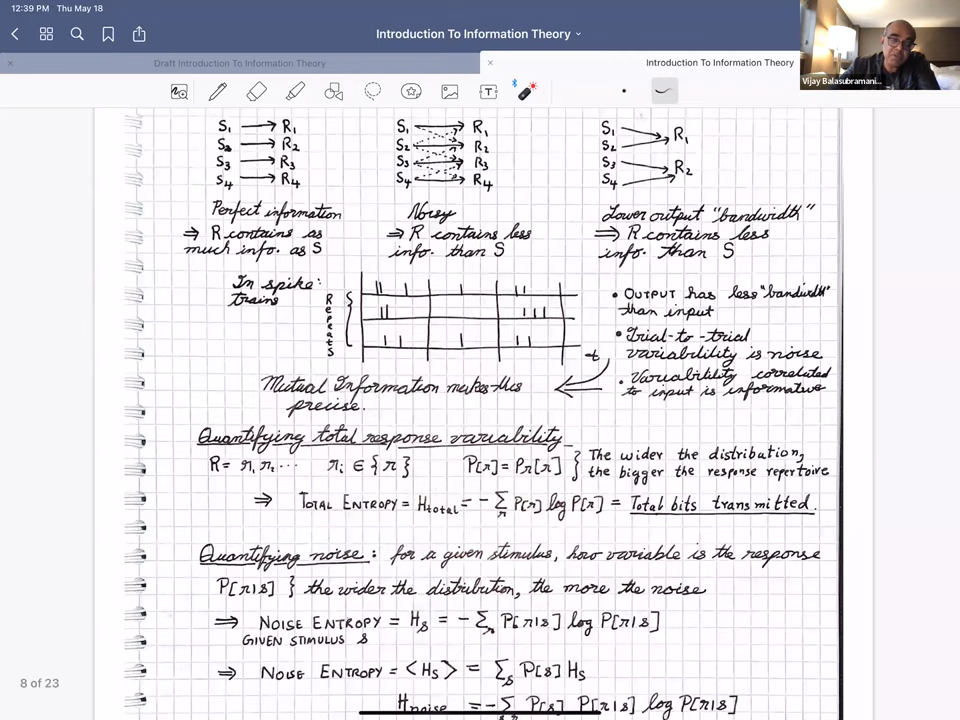 12:39 PM Thu May 18
Introduction To Information Theory
Draft Introduction To Information Theory
Introduction To Information Theory
Vijay Balasubramani...
S1 → R1
S2 → R2
S3 → R3
S4 → R4
Perfect information
⇒ R contains as
much info. as S
S1 R1
S2 R2
S3 R3
S4 R4
Noisy
⇒ R contains less
info. than S
S1
S2 R1
S3
S4 R2
Lower output "bandwidth"
⇒ R contains less
info. than S
In spike:
trains
Repeats
t
• OUTPUT has less "bandwidth"
than input
• Trial-to-trial
variability is noise
• Variability correlated
to input is informative
Mutual Information makes this
precise.
Quantifying total response variability
R = r1 r2 ... ri ∈ {r} P[r] = Pr[r] } The wider the distribution,
the bigger the response repertoire
⇒ TOTAL ENTROPY = Htotal = - Σr P[r] log P[r] = Total bits transmitted.
Quantifying noise: for a given stimulus, how variable is the response
P[r|s] } the wider the distribution, the more the noise
⇒ NOISE ENTROPY = Hs = - Σr P[r|s] log P[r|s]
GIVEN STIMULUS s
⇒ NOISE ENTROPY = <Hs> = Σs P[s] Hs
Hnoise = - Σs,r P[s] P[r|s] log P[r|s]
8 of 23